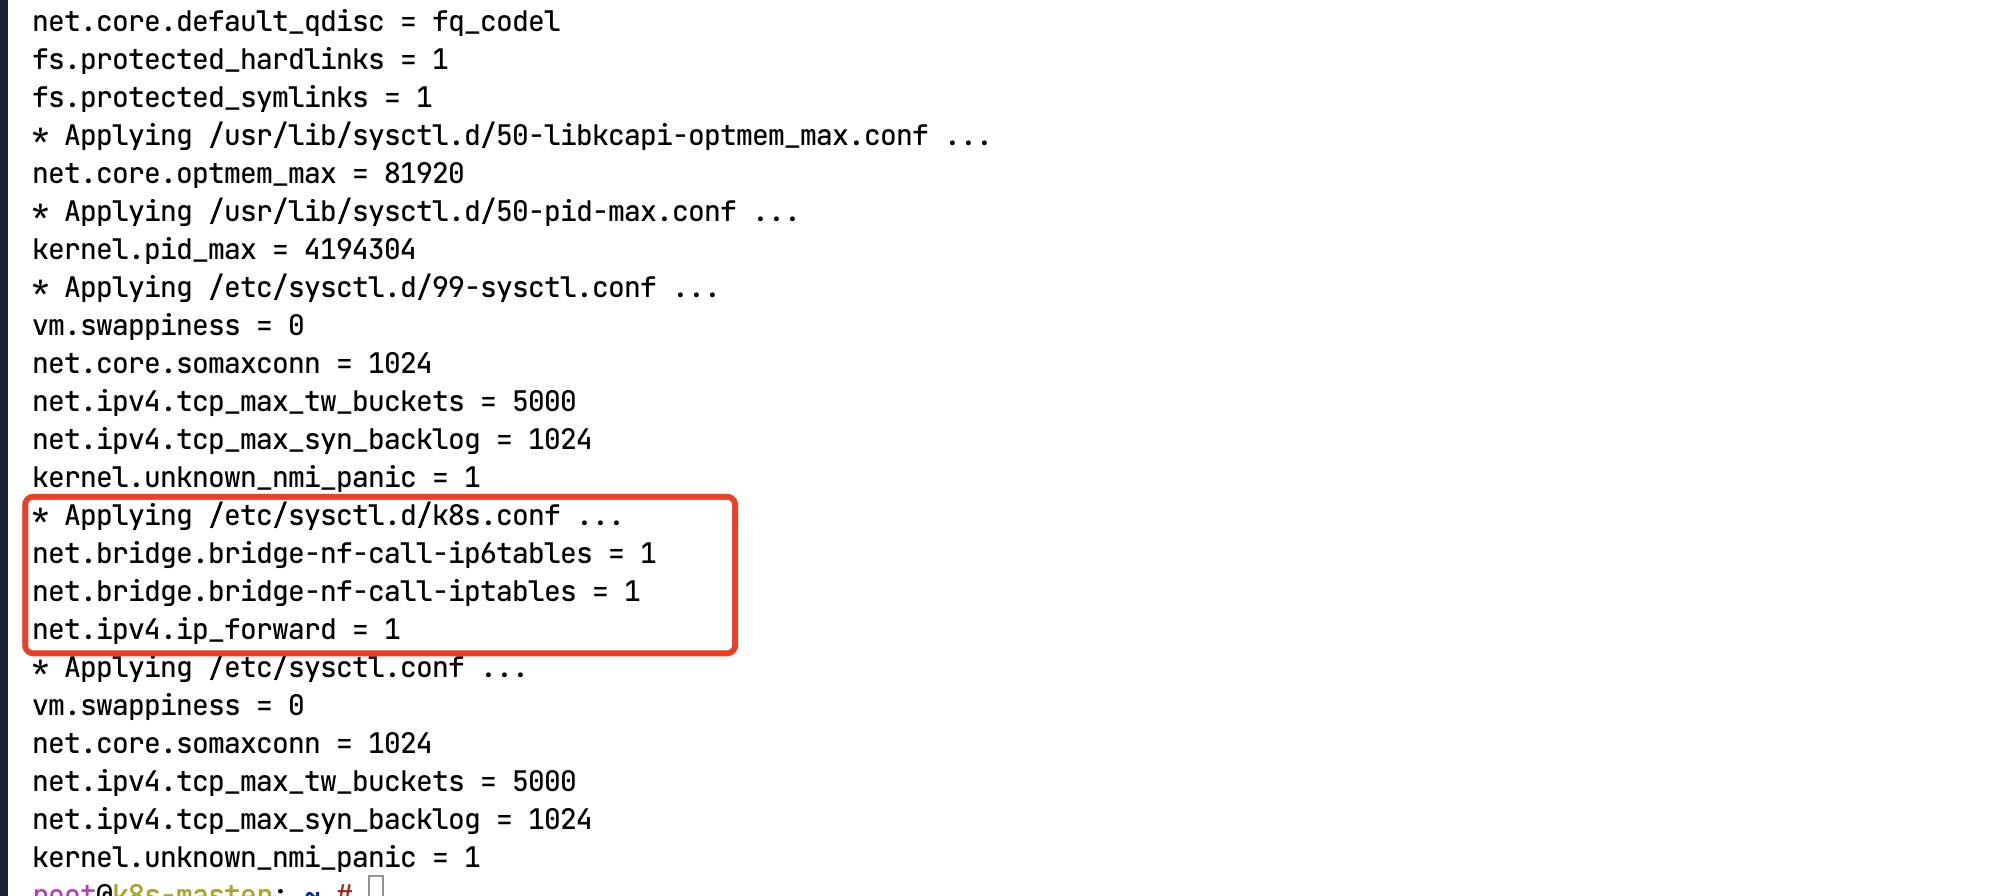 net.core.default_qdisc = fq_codel
fs.protected_hardlinks = 1
fs.protected_symlinks = 1
* Applying /usr/lib/sysctl.d/50-libkcapi-optmem_max.conf ...
net.core.optmem_max = 81920
* Applying /usr/lib/sysctl.d/50-pid-max.conf ...
kernel.pid_max = 4194304
* Applying /etc/sysctl.d/99-sysctl.conf ...
vm.swappiness = 0
net.core.somaxconn = 1024
net.ipv4.tcp_max_tw_buckets = 5000
net.ipv4.tcp_max_syn_backlog = 1024
kernel.unknown_nmi_panic = 1
* Applying /etc/sysctl.d/k8s.conf ...
net.bridge.bridge-nf-call-ip6tables = 1
net.bridge.bridge-nf-call-iptables = 1
net.ipv4.ip_forward = 1
* Applying /etc/sysctl.conf ...
vm.swappiness = 0
net.core.somaxconn = 1024
net.ipv4.tcp_max_tw_buckets = 5000
net.ipv4.tcp_max_syn_backlog = 1024
kernel.unknown_nmi_panic = 1
root@k8s-master: ~ #